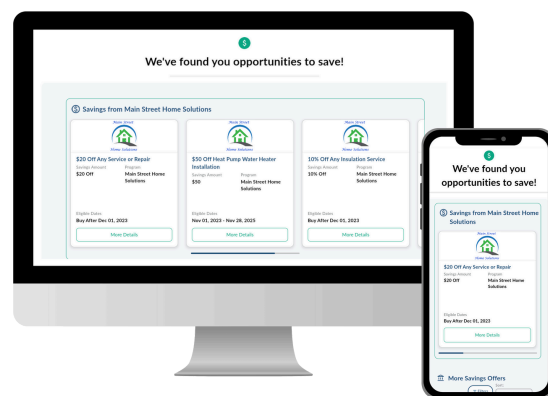 $
We've found you opportunities to save!
$ Savings from Main Street Home Solutions
Main Street
Home Solutions
$20 Off Any Service or Repair
Savings Amount Program
$20 Off Main Street Home
Solutions
Eligible Dates
Buy After Dec 01, 2023
More Details
Main Street
Home Solutions
$50 Off Heat Pump Water Heater
Installation
Savings Amount Program
$50 Main Street Home
Solutions
Eligible Dates
Nov 01, 2023 - Nov 28, 2025
More Details
Main Street
Home Solutions
10% Off Any Insulation Service
Savings Amount Program
10% Off Main Street Home
Solutions
Eligible Dates
Buy After Dec 01, 2023
More Details
$
We've found you
opportunities to save!
$ Savings from Main Street Home
Solutions
Main Street
Home Solutions
$20 Off Any Service or Repair
Savings Amount Program
$20 Off Main Street Home
Solutions
Eligible Dates
Buy After Dec 01, 2023
More Details
More Savings Offers
Sort:
Filters